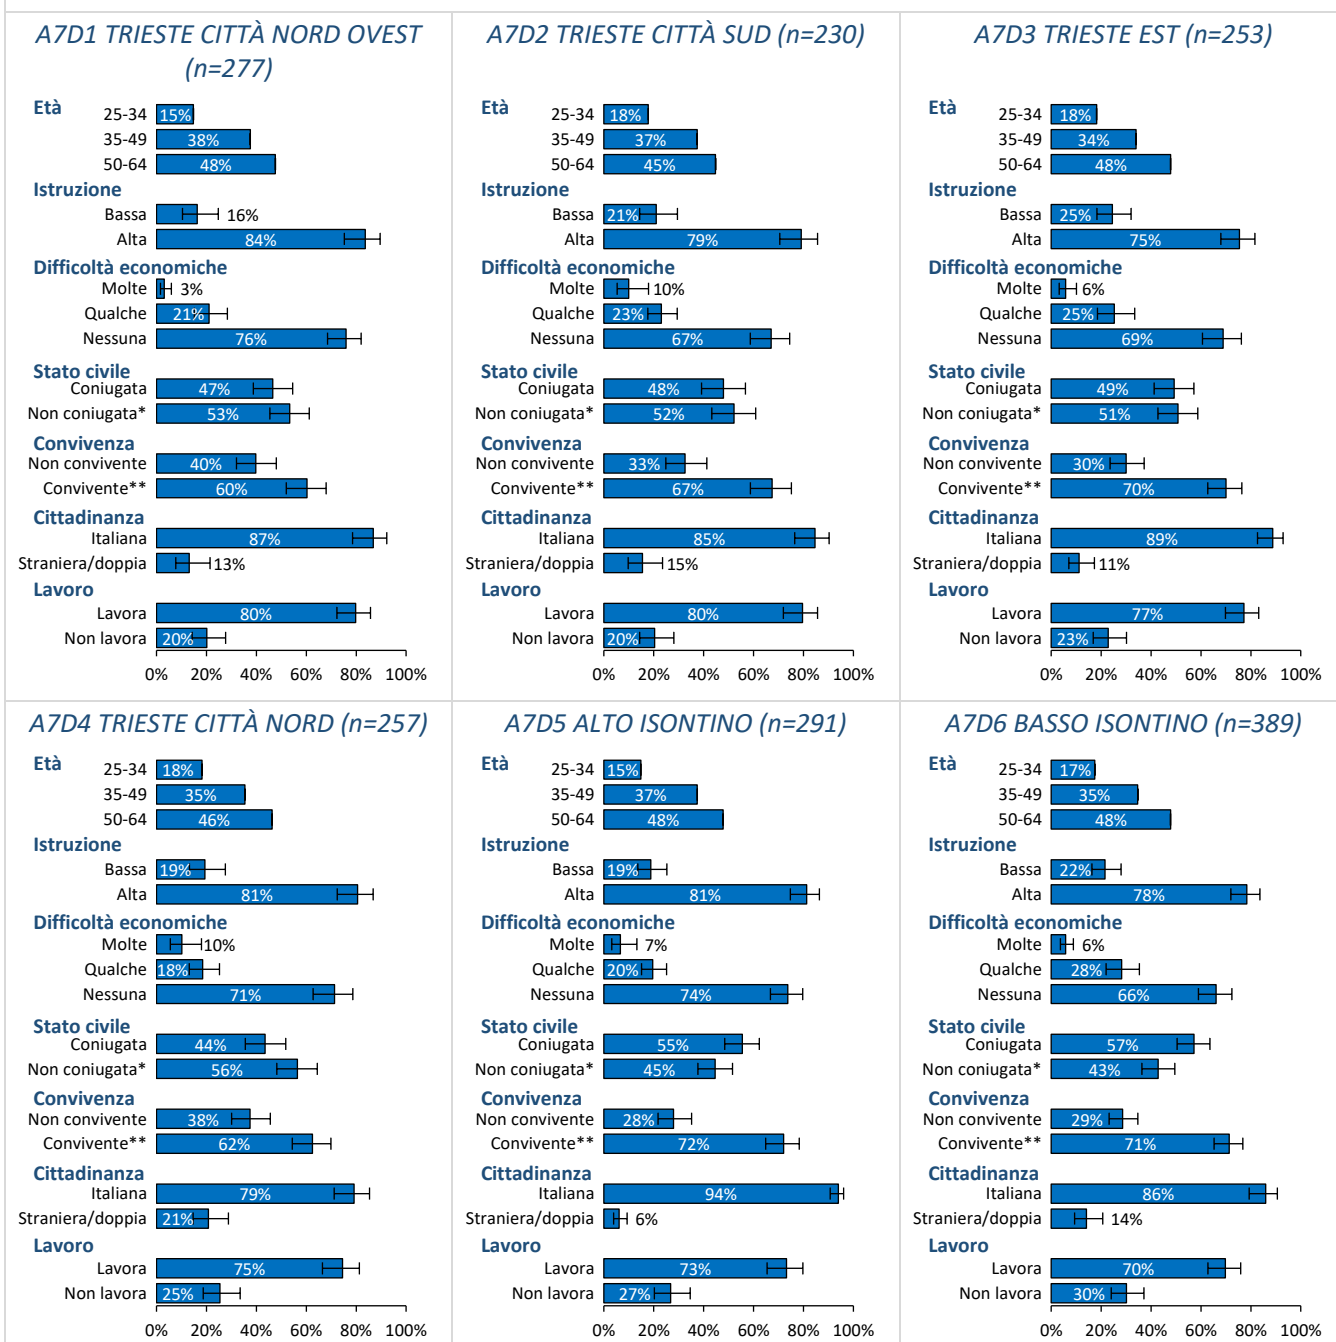 A7D1 TRIESTE CITTÀ NORD OVEST
(n=277)
Età
25-34 15%
35-49 38%
50-64 48%
Istruzione
Bassa 16%
Alta 84%
Difficoltà economiche
Molte 3%
Qualche 21%
Nessuna 76%
Stato civile
Coniugata 47%
Non coniugata* 53%
Convivenza
Non convivente 40%
Convivente** 60%
Cittadinanza
Italiana 87%
Straniera/doppia 13%
Lavoro
Lavora 80%
Non lavora 20%
0% 20% 40% 60% 80% 100%
A7D2 TRIESTE CITTÀ SUD (n=230)
Età
25-34 18%
35-49 37%
50-64 45%
Istruzione
Bassa 21%
Alta 79%
Difficoltà economiche
Molte 10%
Qualche 23%
Nessuna 67%
Stato civile
Coniugata 48%
Non coniugata* 52%
Convivenza
Non convivente 33%
Convivente** 67%
Cittadinanza
Italiana 85%
Straniera/doppia 15%
Lavoro
Lavora 80%
Non lavora 20%
0% 20% 40% 60% 80% 100%
A7D3 TRIESTE EST (n=253)
Età
25-34 18%
35-49 34%
50-64 48%
Istruzione
Bassa 25%
Alta 75%
Difficoltà economiche
Molte 6%
Qualche 25%
Nessuna 69%
Stato civile
Coniugata 49%
Non coniugata* 51%
Convivenza
Non convivente 30%
Convivente** 70%
Cittadinanza
Italiana 89%
Straniera/doppia 11%
Lavoro
Lavora 77%
Non lavora 23%
0% 20% 40% 60% 80% 100%
A7D4 TRIESTE CITTÀ NORD (n=257)
Età
25-34 18%
35-49 35%
50-64 46%
Istruzione
Bassa 19%
Alta 81%
Difficoltà economiche
Molte 10%
Qualche 18%
Nessuna 71%
Stato civile
Coniugata 44%
Non coniugata* 56%
Convivenza
Non convivente 38%
Convivente** 62%
Cittadinanza
Italiana 79%
Straniera/doppia 21%
Lavoro
Lavora 75%
Non lavora 25%
0% 20% 40% 60% 80% 100%
A7D5 ALTO ISONTINO (n=291)
Età
25-34 15%
35-49 37%
50-64 48%
Istruzione
Bassa 19%
Alta 81%
Difficoltà economiche
Molte 7%
Qualche 20%
Nessuna 74%
Stato civile
Coniugata 55%
Non coniugata* 45%
Convivenza
Non convivente 28%
Convivente** 72%
Cittadinanza
Italiana 94%
Straniera/doppia 6%
Lavoro
Lavora 73%
Non lavora 27%
0% 20% 40% 60% 80% 100%
A7D6 BASSO ISONTINO (n=389)
Età
25-34 17%
35-49 35%
50-64 48%
Istruzione
Bassa 22%
Alta 78%
Difficoltà economiche
Molte 6%
Qualche 28%
Nessuna 66%
Stato civile
Coniugata 57%
Non coniugata* 43%
Convivenza
Non convivente 29%
Convivente** 71%
Cittadinanza
Italiana 86%
Straniera/doppia 14%
Lavoro
Lavora 70%
Non lavora 30%
0% 20% 40% 60% 80% 100%